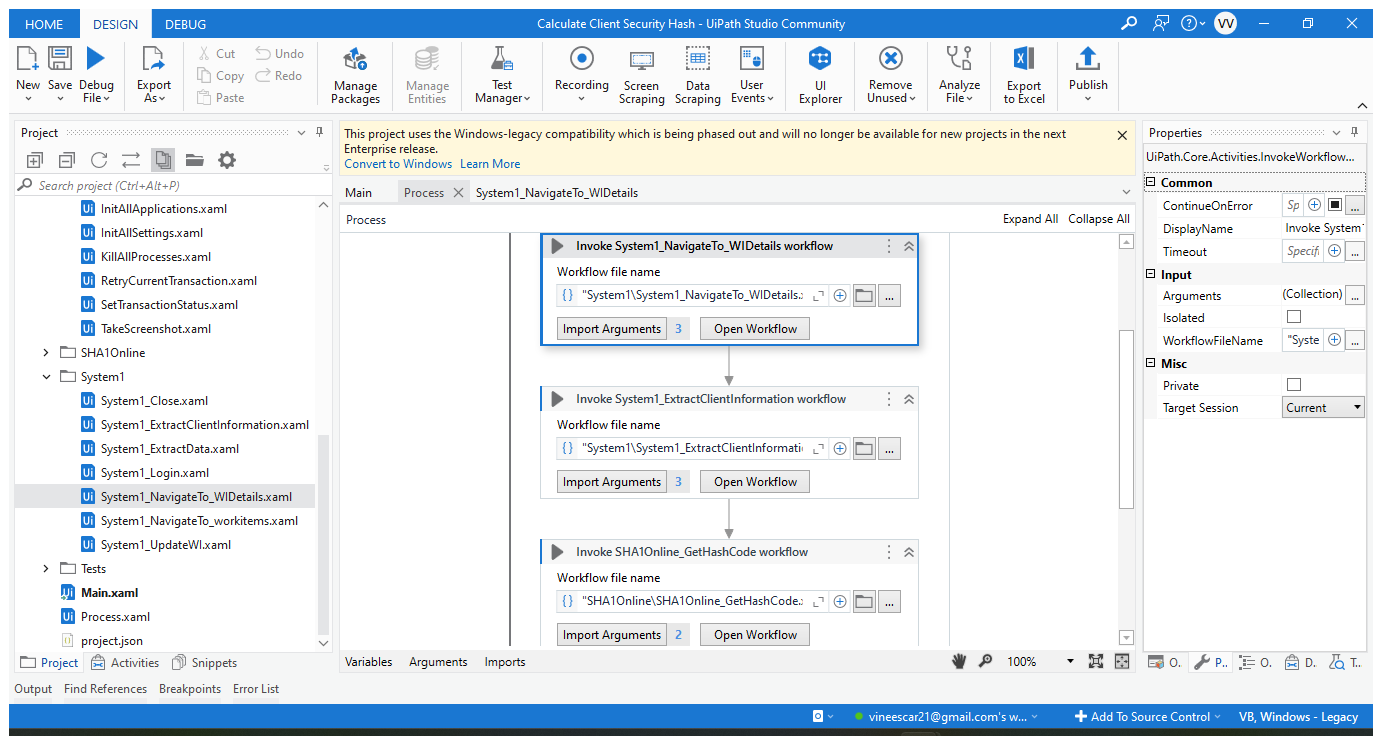 HOME DESIGN DEBUG Calculate Client Security Hash - UiPath Studio Community VV
New Save Debug File Export As Cut Copy Paste Undo Redo Manage Packages Manage Entities Test Manager Recording Screen Scraping Data Scraping User Events UI Explorer Remove Unused Analyze File Export to Excel Publish
Project
Search project (Ctrl+Alt+P)
InitAllApplications.xaml
InitAllSettings.xaml
KillAllProcesses.xaml
RetryCurrentTransaction.xaml
SetTransactionStatus.xaml
TakeScreenshot.xaml
SHA1Online
System1
System1_Close.xaml
System1_ExtractClientInformation.xaml
System1_ExtractData.xaml
System1_Login.xaml
System1_NavigateTo_WIDetails.xaml
System1_NavigateTo_workitems.xaml
System1_UpdateWI.xaml
Tests
Main.xaml
Process.xaml
project.json
Project Activities Snippets
This project uses the Windows-legacy compatibility which is being phased out and will no longer be available for new projects in the next
Enterprise release.
Convert to Windows Learn More
Main Process System1_NavigateTo_WIDetails
Process Expand All Collapse All
Invoke System1_NavigateTo_WIDetails workflow
Workflow file name
{} "System1\System1_NavigateTo_WIDetails.x ...
Import Arguments 3 Open Workflow
Invoke System1_ExtractClientInformation workflow
Workflow file name
{} "System1\System1_ExtractClientInformati ...
Import Arguments 3 Open Workflow
Invoke SHA1Online_GetHashCode workflow
Workflow file name
{} "SHA1Online\SHA1Online_GetHashCode.x ...
Import Arguments 2 Open Workflow
Variables Arguments Imports 100%
Properties
UiPath.Core.Activities.InvokeWorkflow...
Common
ContinueOnError Sp ...
DisplayName Invoke System1
Timeout Specifi ...
Input
Arguments (Collection) ...
Isolated
WorkflowFileName "Syste ...
Misc
Private
Target Session Current
O. P.. O. D. T..
Output Find References Breakpoints Error List
vineescar21@gmail.com's w... Add To Source Control VB, Windows - Legacy